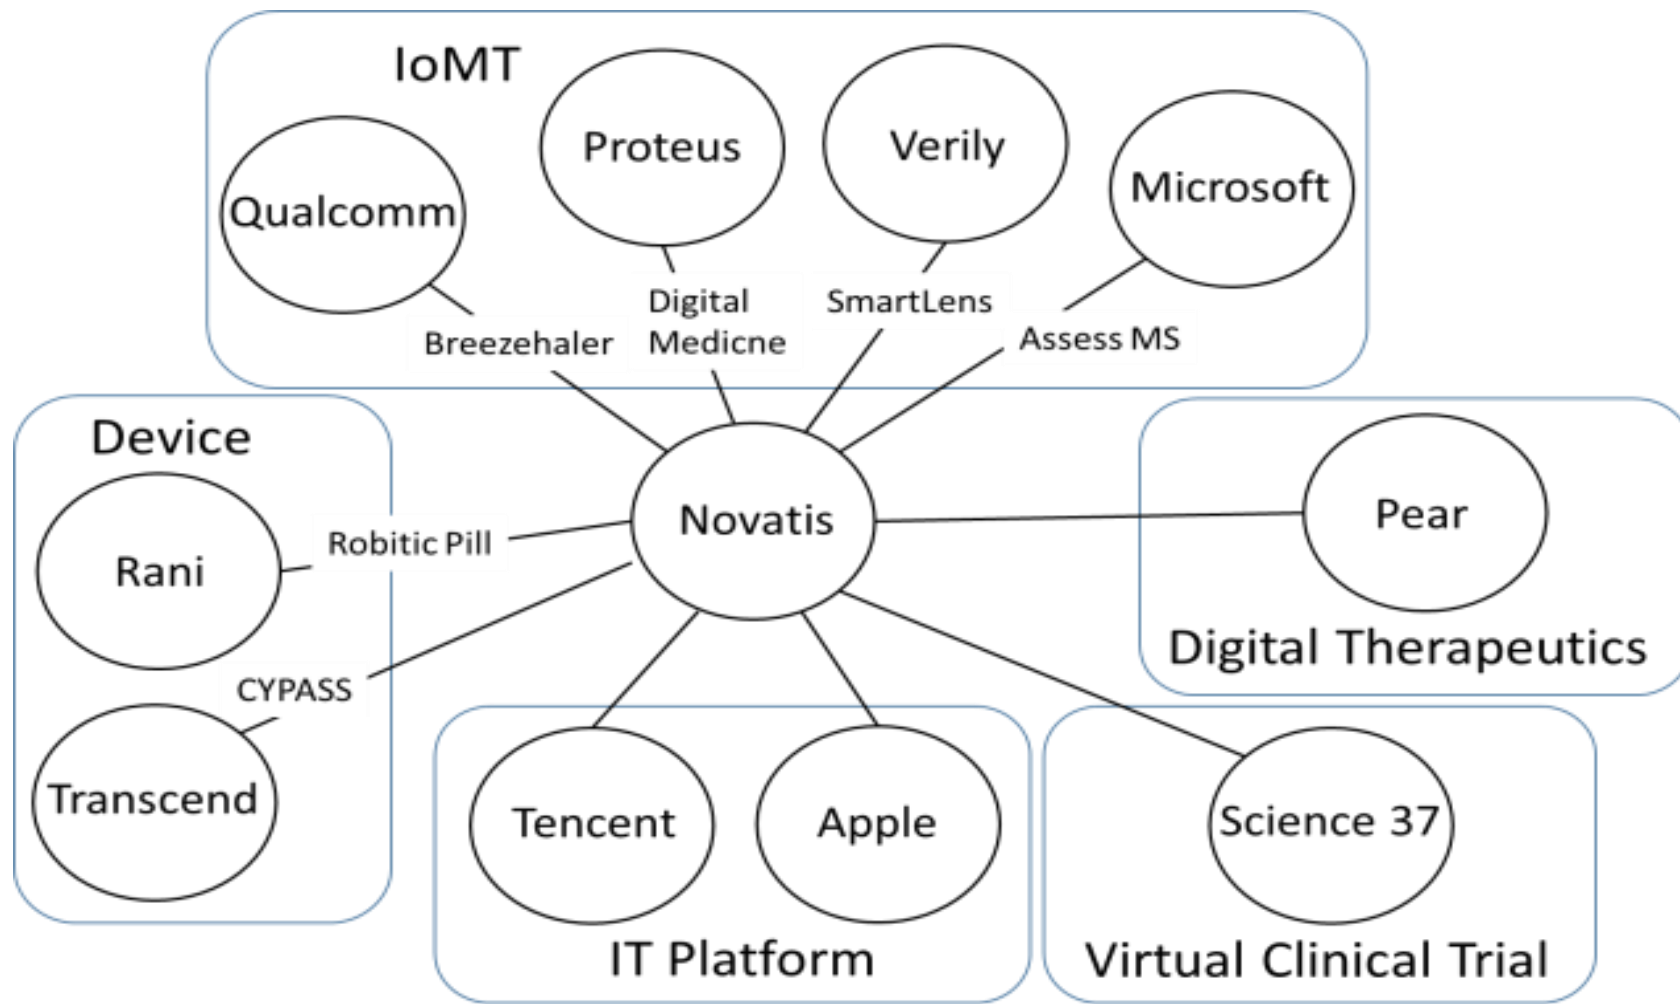 IoMT
Qualcomm
Proteus
Verily
Microsoft
Breezehaler
Digital
Medicne
SmartLens
Assess MS
Device
Rani
Robitic Pill
Transcend
CYPASS
Novatis
Pear
Digital Therapeutics
Tencent
Apple
IT Platform
Science 37
Virtual Clinical Trial